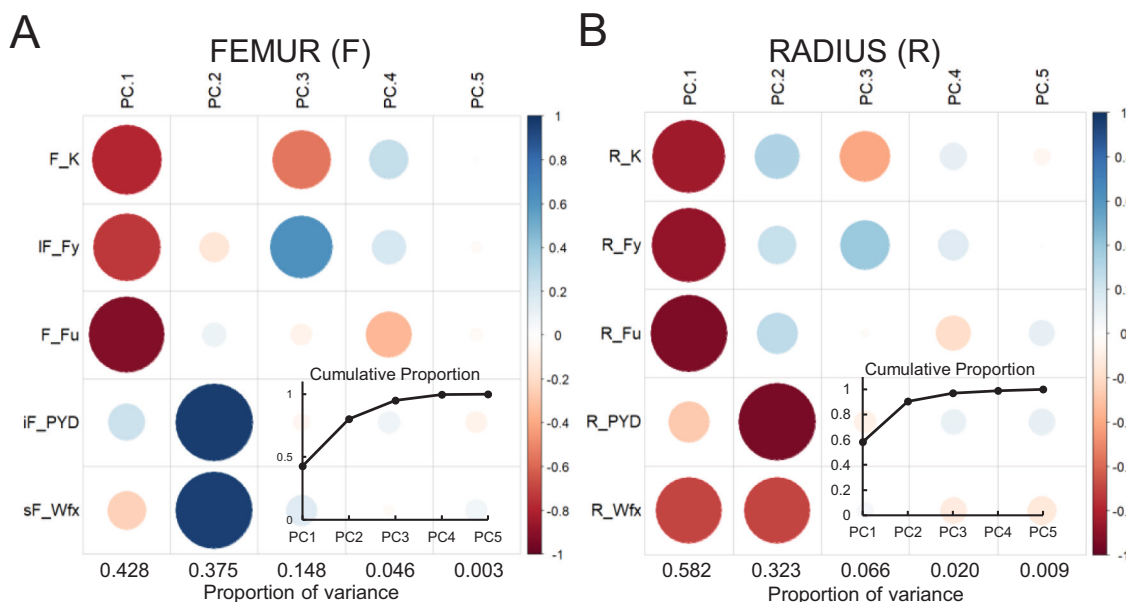 A
FEMUR (F)
PC.1 PC.2 PC.3 PC.4 PC.5
F_K
lF_Fy
F_Fu
iF_PYD
sF_Wfx
1
0.8
0.6
0.4
0.2
0
-0.2
-0.4
-0.6
-0.8
-1
Cumulative Proportion
1
0.5
0
PC1 PC2 PC3 PC4 PC5
0.428 0.375 0.148 0.046 0.003
Proportion of variance
B
RADIUS (R)
PC.1 PC.2 PC.3 PC.4 PC.5
R_K
R_Fy
R_Fu
R_PYD
R_Wfx
1
0
-1
Cumulative Proportion
1
0.8
0.6
0.4
0.2
0
PC1 PC2 PC3 PC4 PC5
0.582 0.323 0.066 0.020 0.009
Proportion of variance